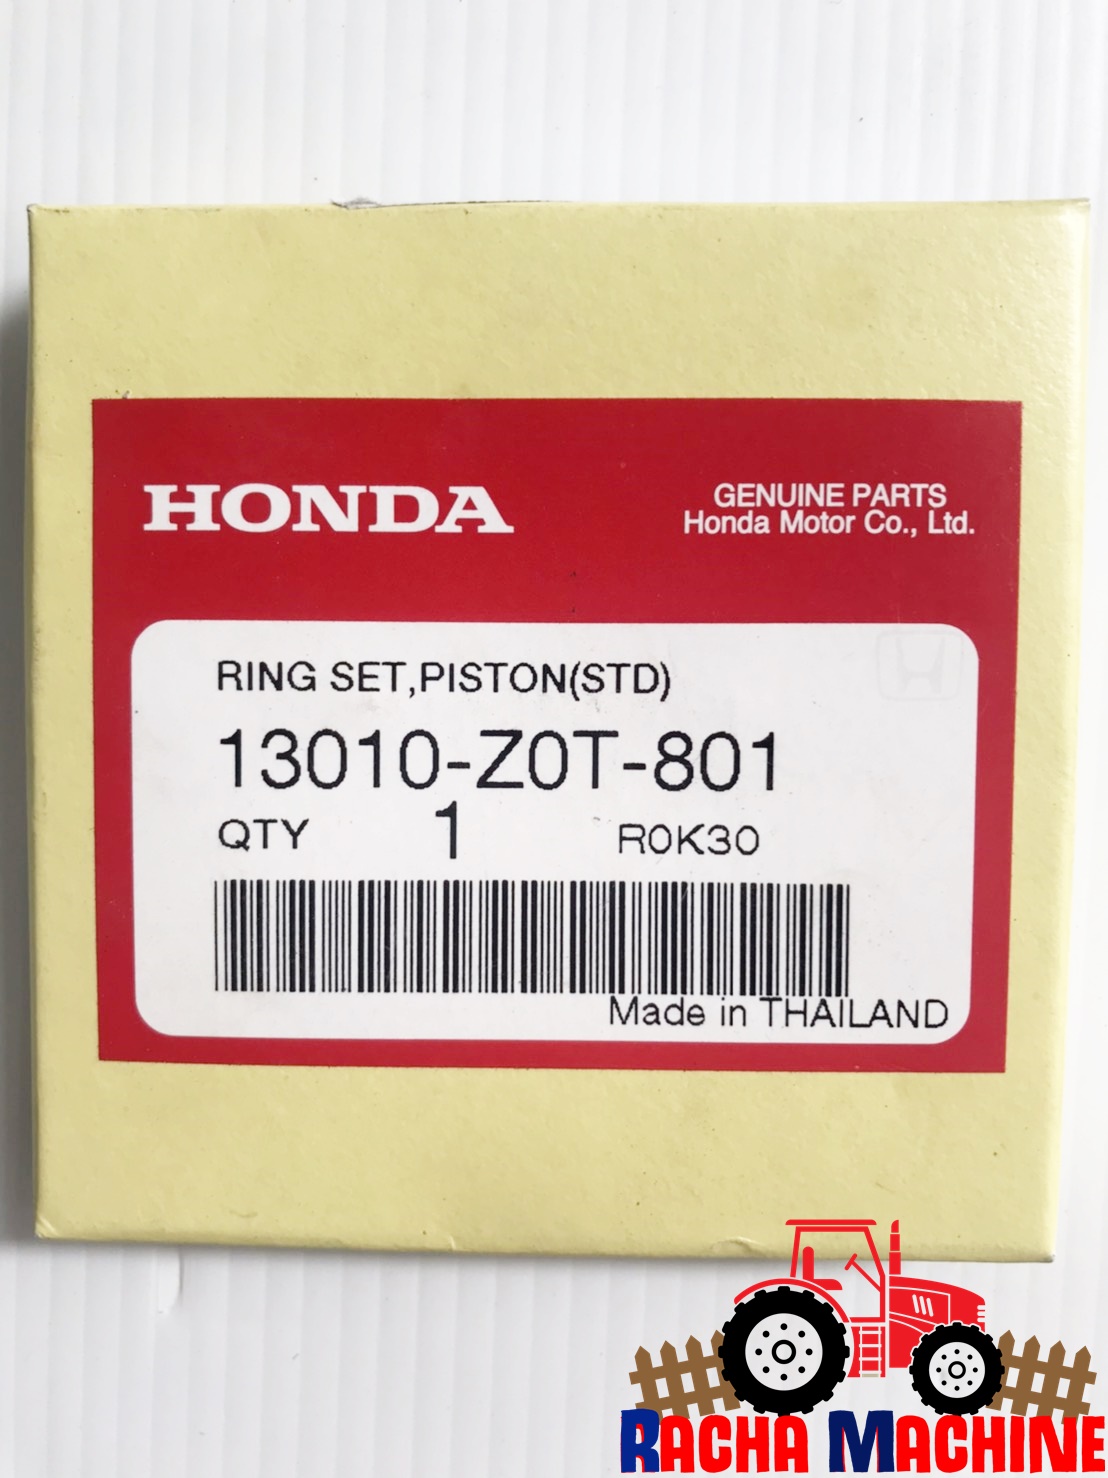 HONDA
GENUINE PARTS
Honda Motor Co., Ltd.
RING SET,PISTON(STD)
13010-Z0T-801
QTY 1 R0K30
Made in THAILAND
RACHA MACHINE